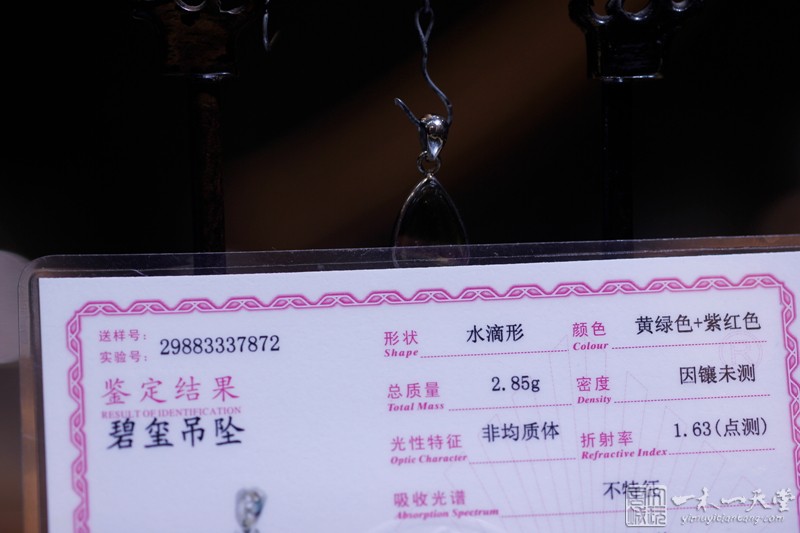 送样号:
实验号:
29883337872
鉴定结果
RESULT OF IDENTIFICATION
碧玺吊坠
形状 水滴形
Shape
颜色 黄绿色+紫红色
Colour
总质量 2.85g
Total Mass
密度 因镶未测
Density
光性特征 非均质体
Optic Character
折射率 1.63(点测)
Refractive Index
吸收光谱 不特征
Absorption Spectrum
一木一天堂
yimuyitiantang.com